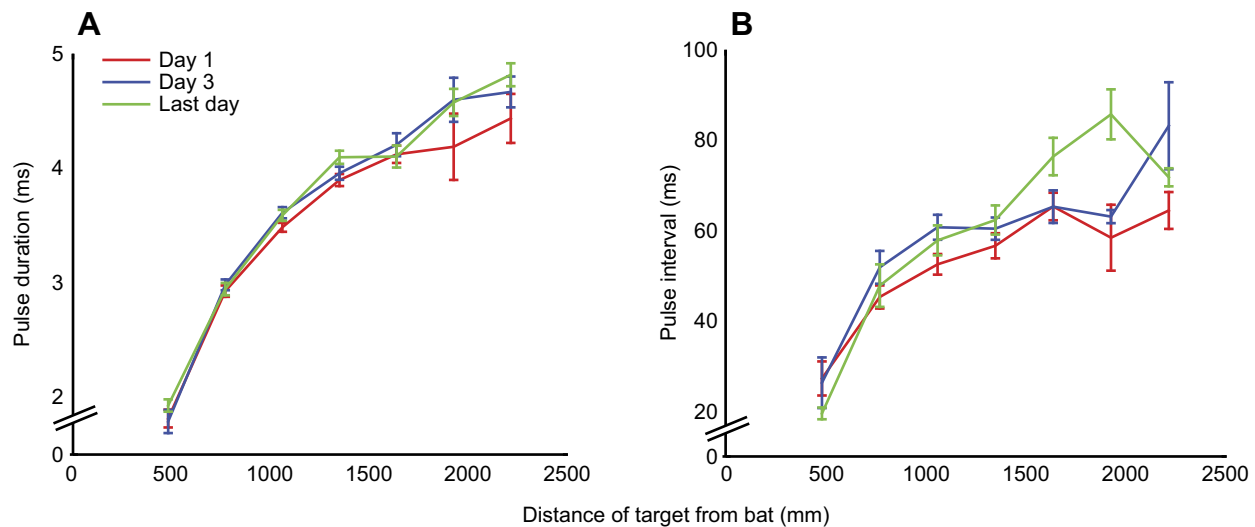 A
B
Day 1
Day 3
Last day
Pulse duration (ms)
5
4
3
2
0
0 500 1000 1500 2000 2500
Pulse interval (ms)
100
80
60
40
20
0
0 500 1000 1500 2000 2500
Distance of target from bat (mm)